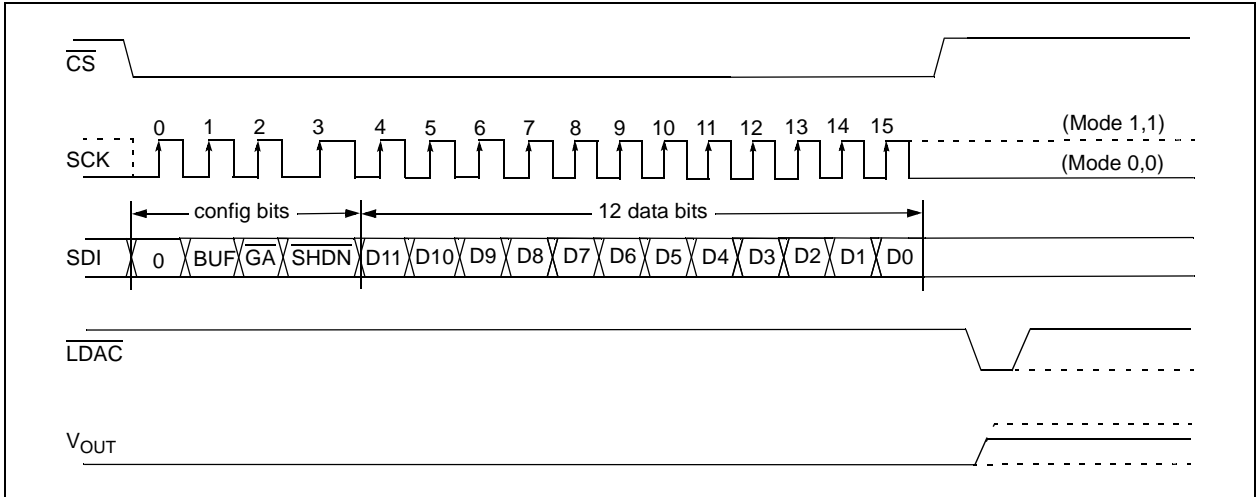 CS
0 1 2 3 4 5 6 7 8 9 10 11 12 13 14 15 (Mode 1,1)
SCK (Mode 0,0)
config bits 12 data bits
SDI 0 BUF GA SHDN D11 D10 D9 D8 D7 D6 D5 D4 D3 D2 D1 D0
LDAC
VOUT